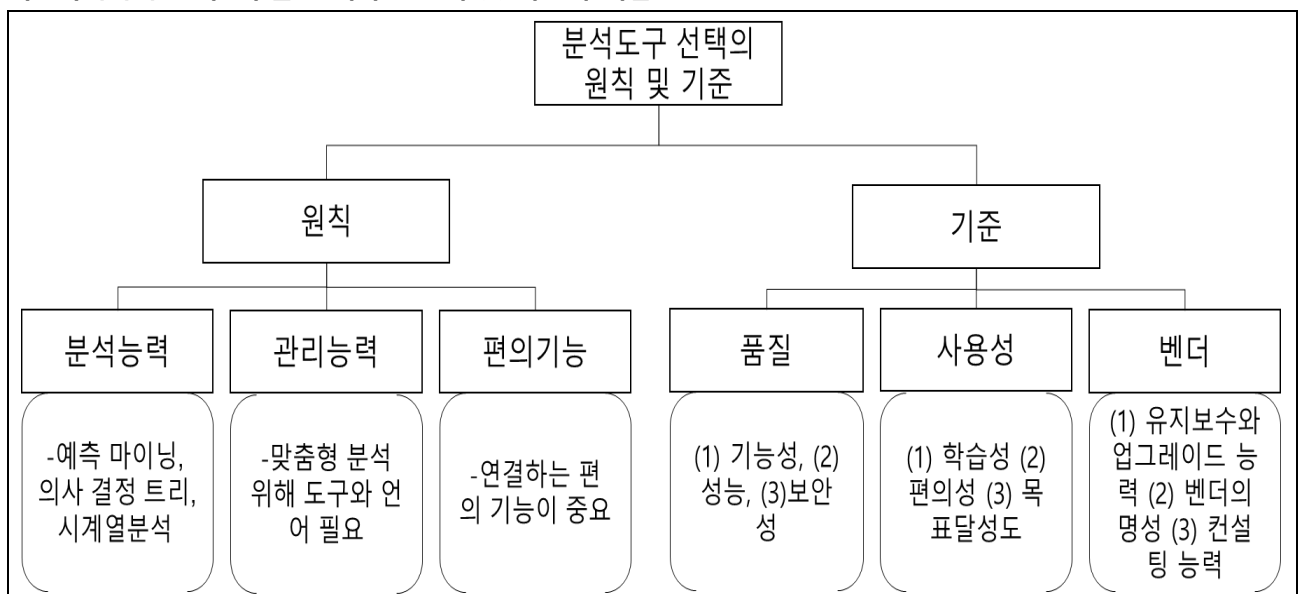 분석도구 선택의
원칙 및 기준
원칙
기준
분석능력
관리능력
편의기능
품질
사용성
벤더
-예측 마이닝,
의사 결정 트리,
시계열분석
-맞춤형 분석
위해 도구와 언
어 필요
-연결하는 편
의 기능이 중요
(1) 기능성, (2)
성능, (3)보안
성
(1) 학습성 (2)
편의성 (3) 목
표달성도
(1) 유지보수와
업그레이드 능
력 (2) 벤더의
명성 (3) 컨설
팅 능력